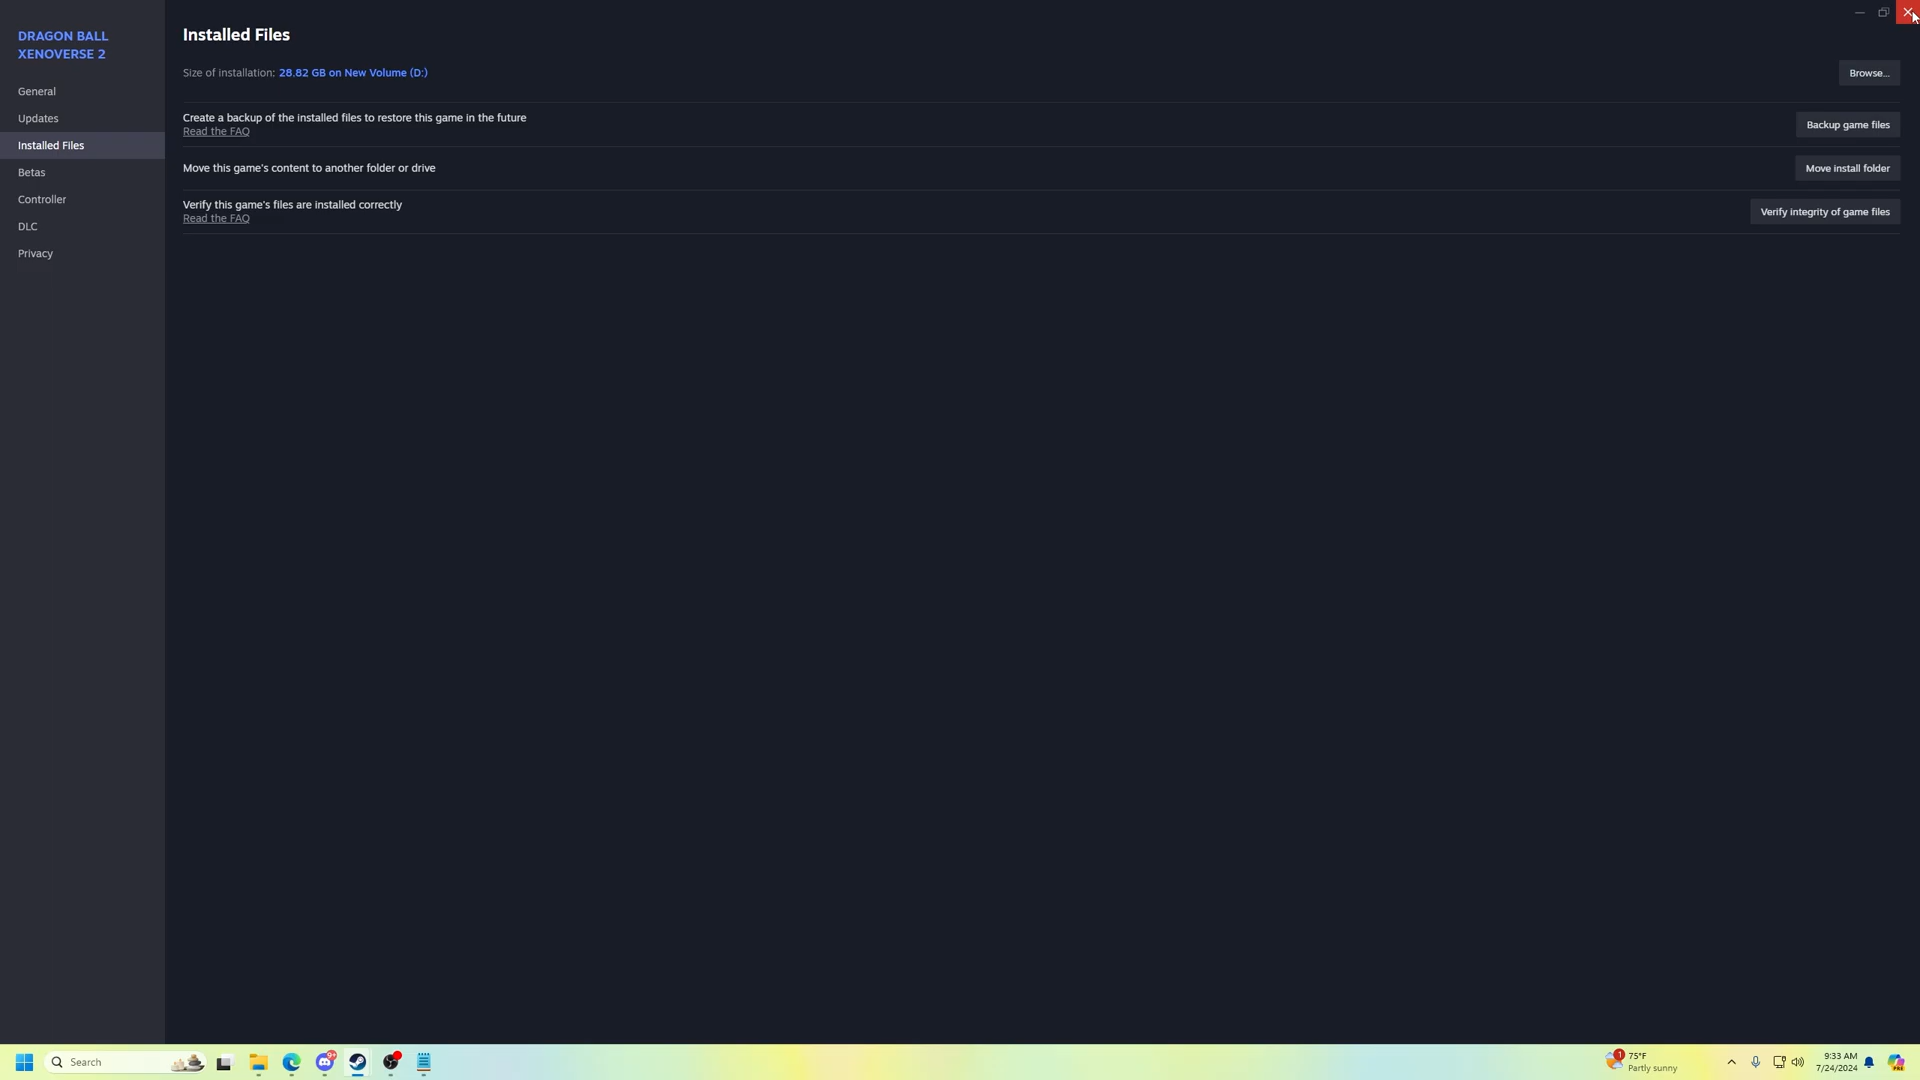 DRAGON BALL
XENOVERSE 2
General
Updates
Installed Files
Betas
Controller
DLC
Privacy
Installed Files
Size of installation: 28.82 GB on New Volume (D:)
Browse...
Create a backup of the installed files to restore this game in the future
Read the FAQ
Backup game files
Move this game's content to another folder or drive
Move install folder
Verify this game's files are installed correctly
Read the FAQ
Verify integrity of game files
Search
9+
1
75°F
Partly sunny
9:33 AM
7/24/2024
PRE